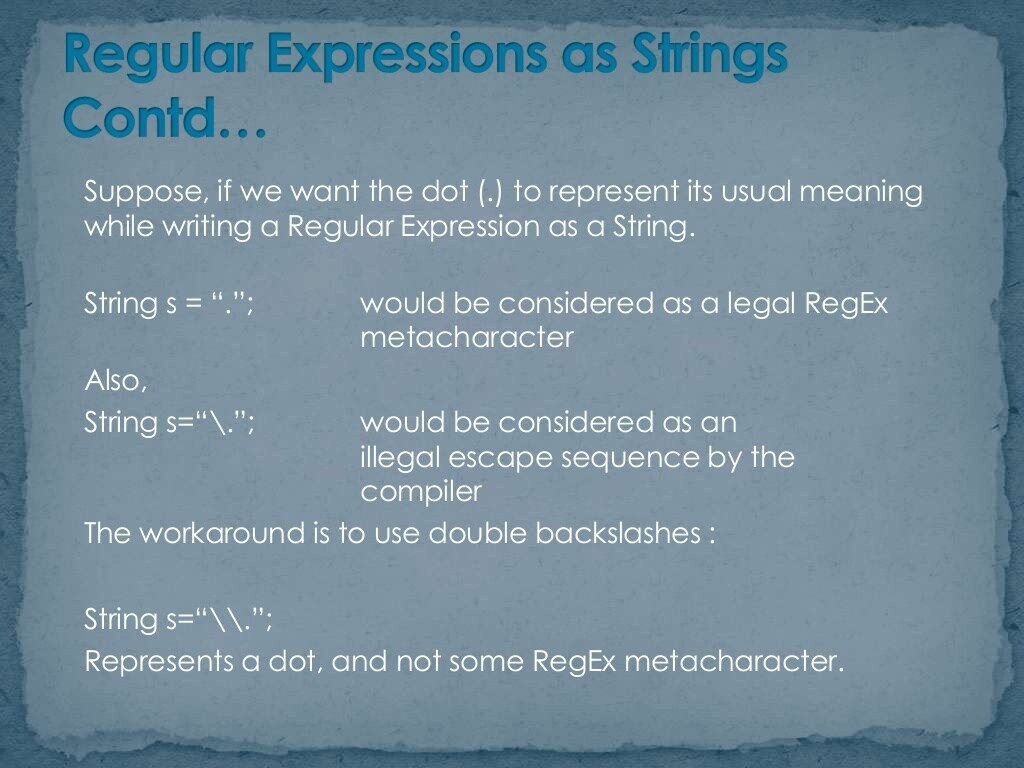 Regular Expressions as Strings
Contd…
Suppose, if we want the dot (.) to represent its usual meaning
while writing a Regular Expression as a String.
String s = “.”; would be considered as a legal RegEx
metacharacter
Also,
String s=“\.”; would be considered as an
illegal escape sequence by the
compiler
The workaround is to use double backslashes :
String s=“\\.”;
Represents a dot, and not some RegEx metacharacter.